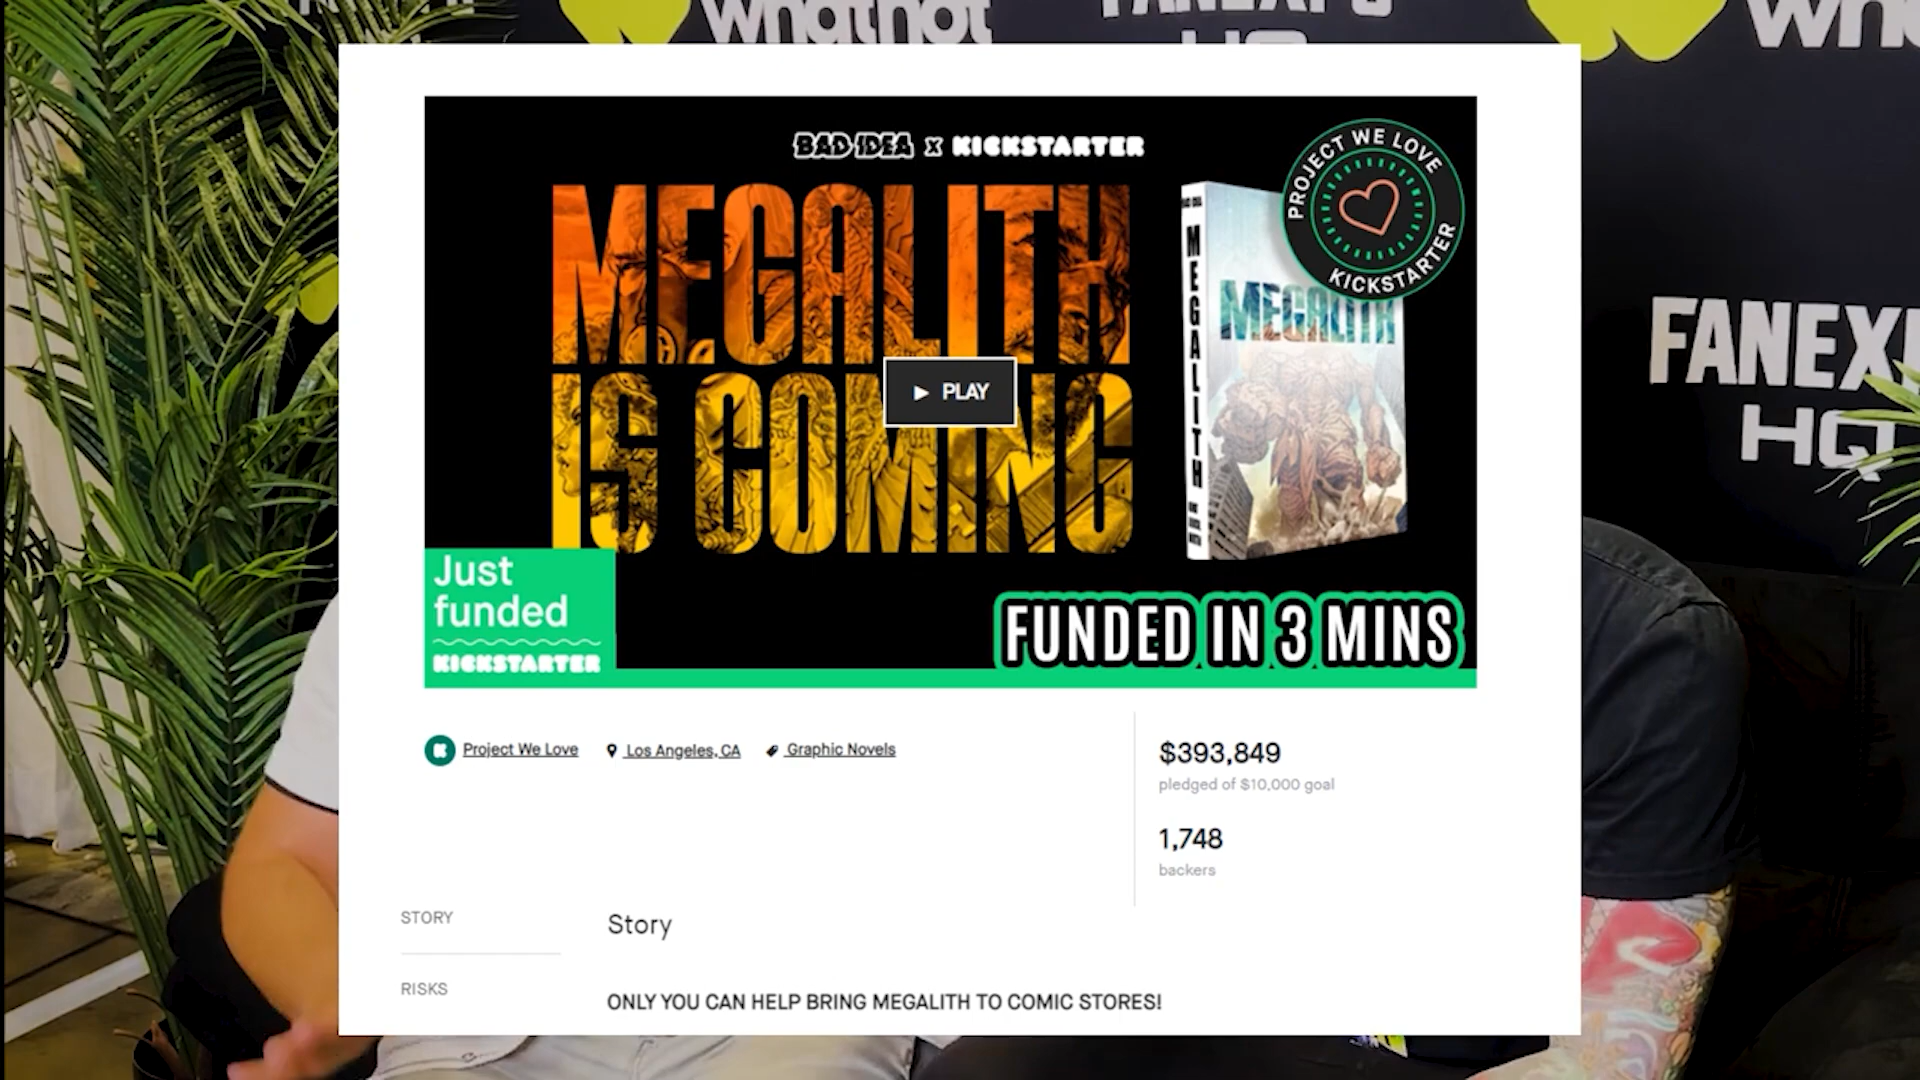 whatnot
FANEXPO
HQ
BAD IDEA X KICKSTARTER
MEGALITH
IS COMING
PLAY
PROJECT WE LOVE
KICKSTARTER
MEGALITH
MEGALITH
Just
funded
KICKSTARTER
FUNDED IN 3 MINS
FANEX
HQ
Project We Love
Los Angeles, CA
Graphic Novels
$393,849
pledged of $10,000 goal
1,748
backers
STORY
Story
RISKS
ONLY YOU CAN HELP BRING MEGALITH TO COMIC STORES!